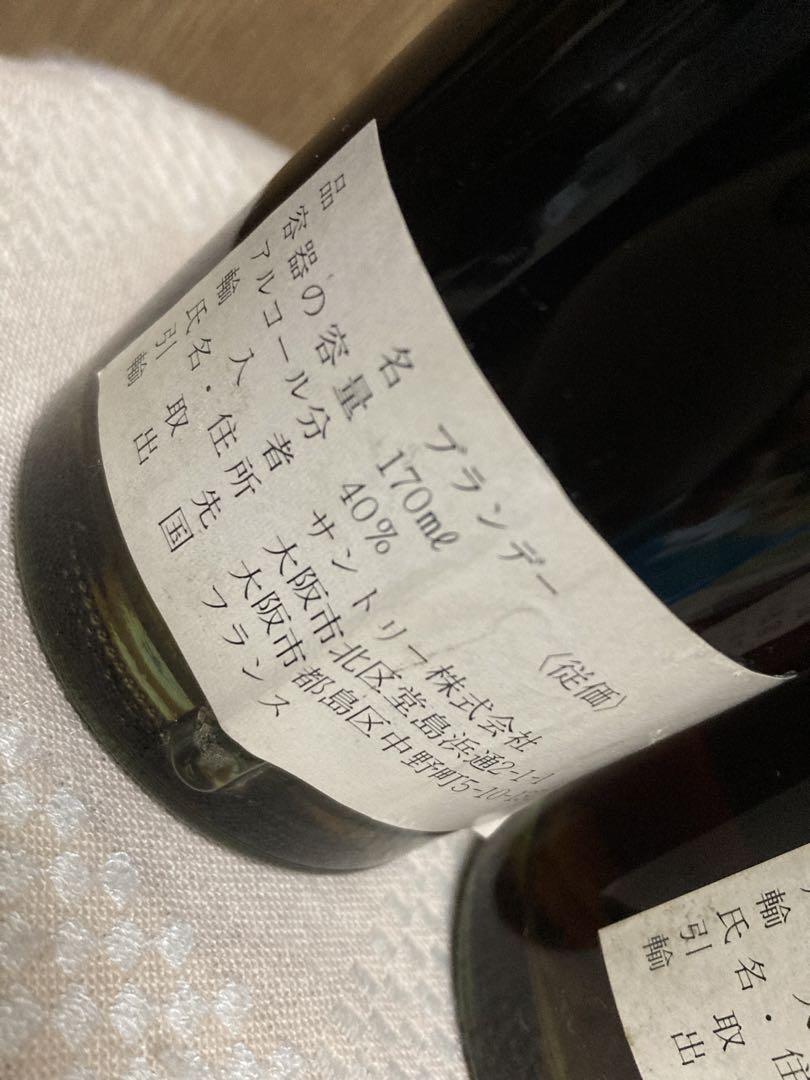 品名 ブランデー 〈従価〉
容器の容量 170mℓ
アルコール分 40%
輸入者 サントリー株式会社
氏名・住所 大阪市北区堂島浜通2-1-1
引取先 大阪市都島区中野町5-10
輸出国 フランス
輸入
氏名・住
引取
輸出